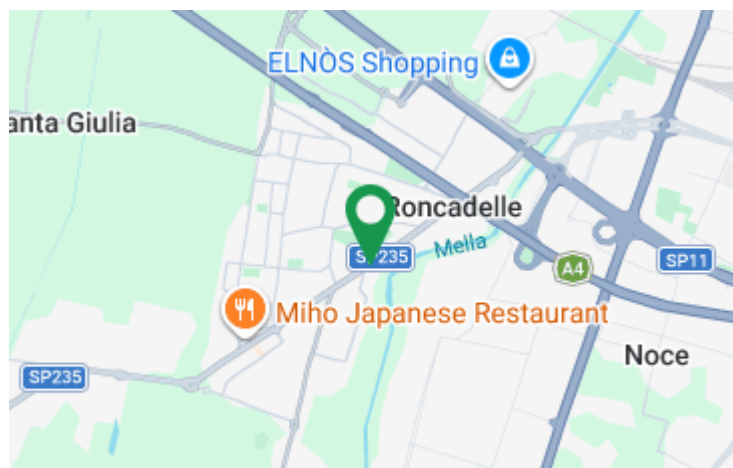 ELNÒS Shopping
anta Giulia
Roncadelle
SP235
Mella
A4
SP11
Miho Japanese Restaurant
Noce
SP235